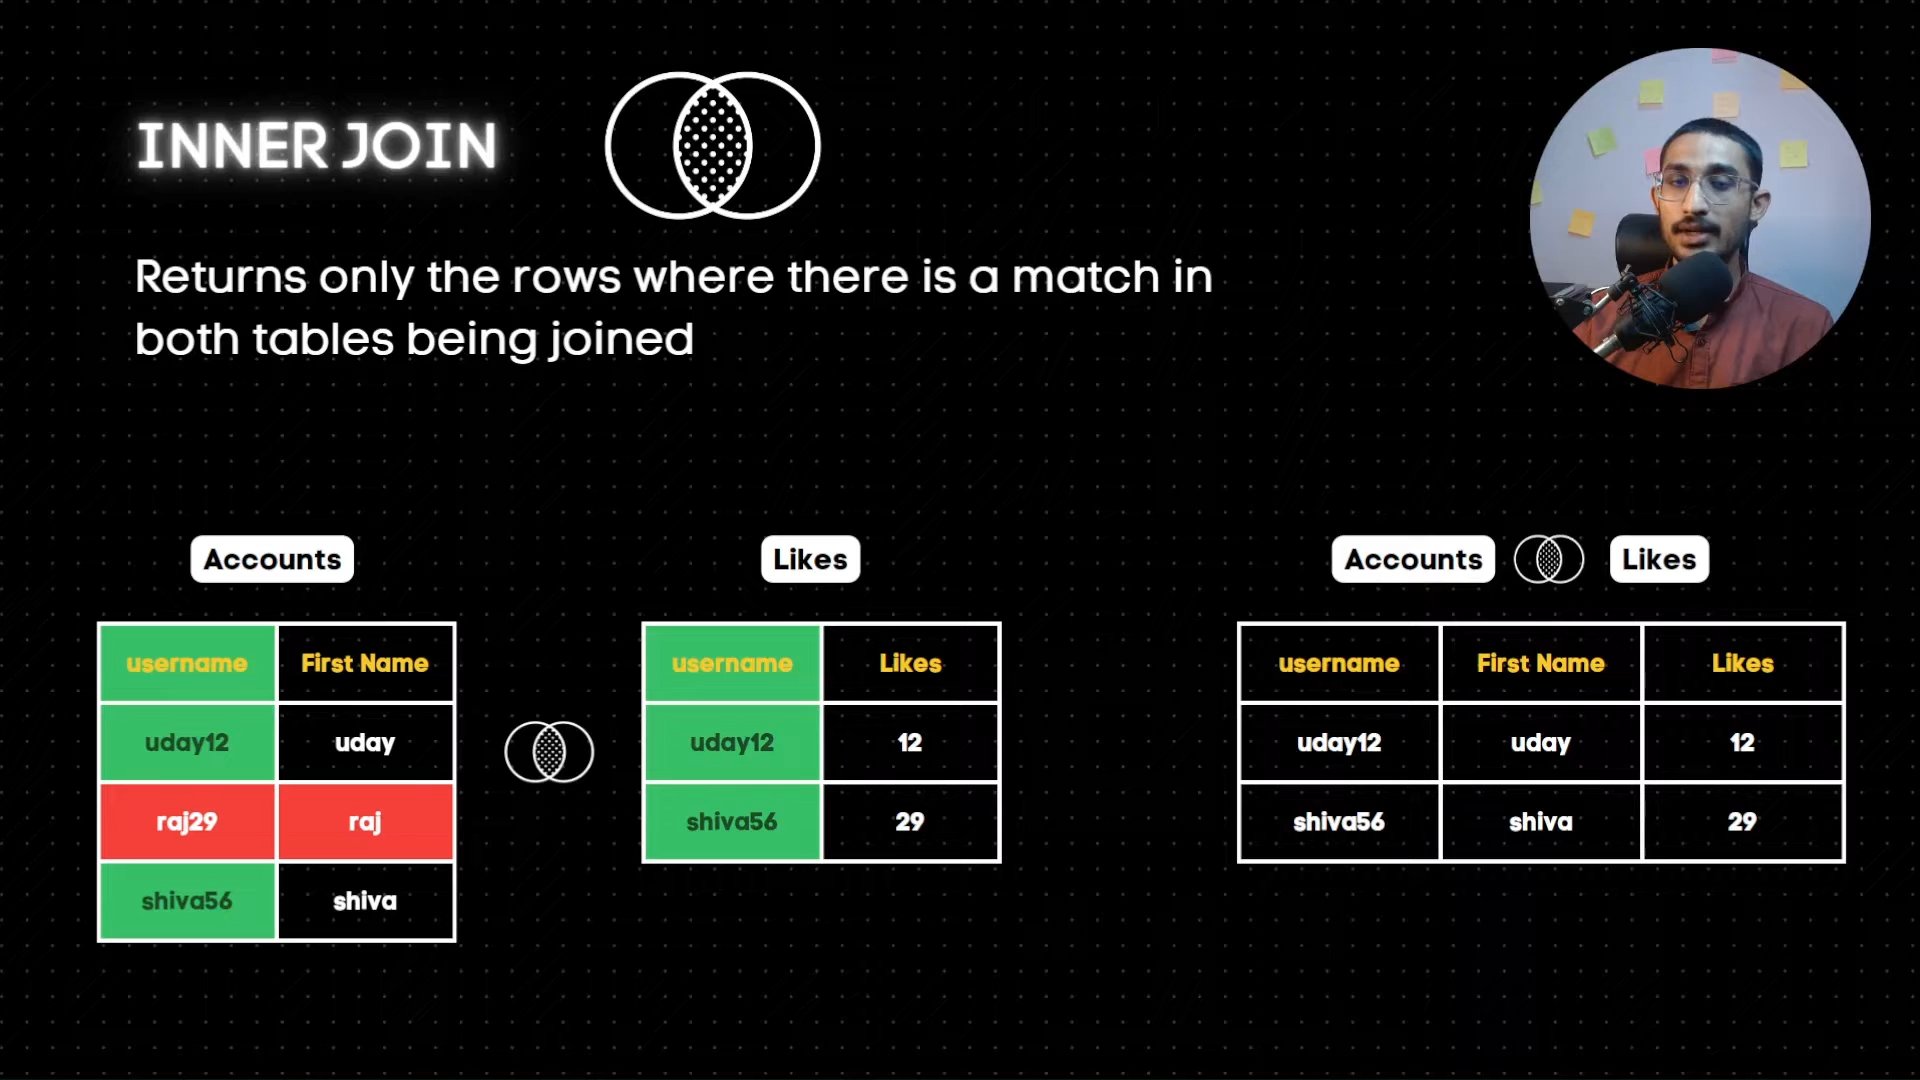 INNER JOIN
Returns only the rows where there is a match in
both tables being joined
Accounts
username First Name
uday12 uday
raj29 raj
shiva56 shiva
Likes
username Likes
uday12 12
shiva56 29
Accounts Likes
username First Name Likes
uday12 uday 12
shiva56 shiva 29